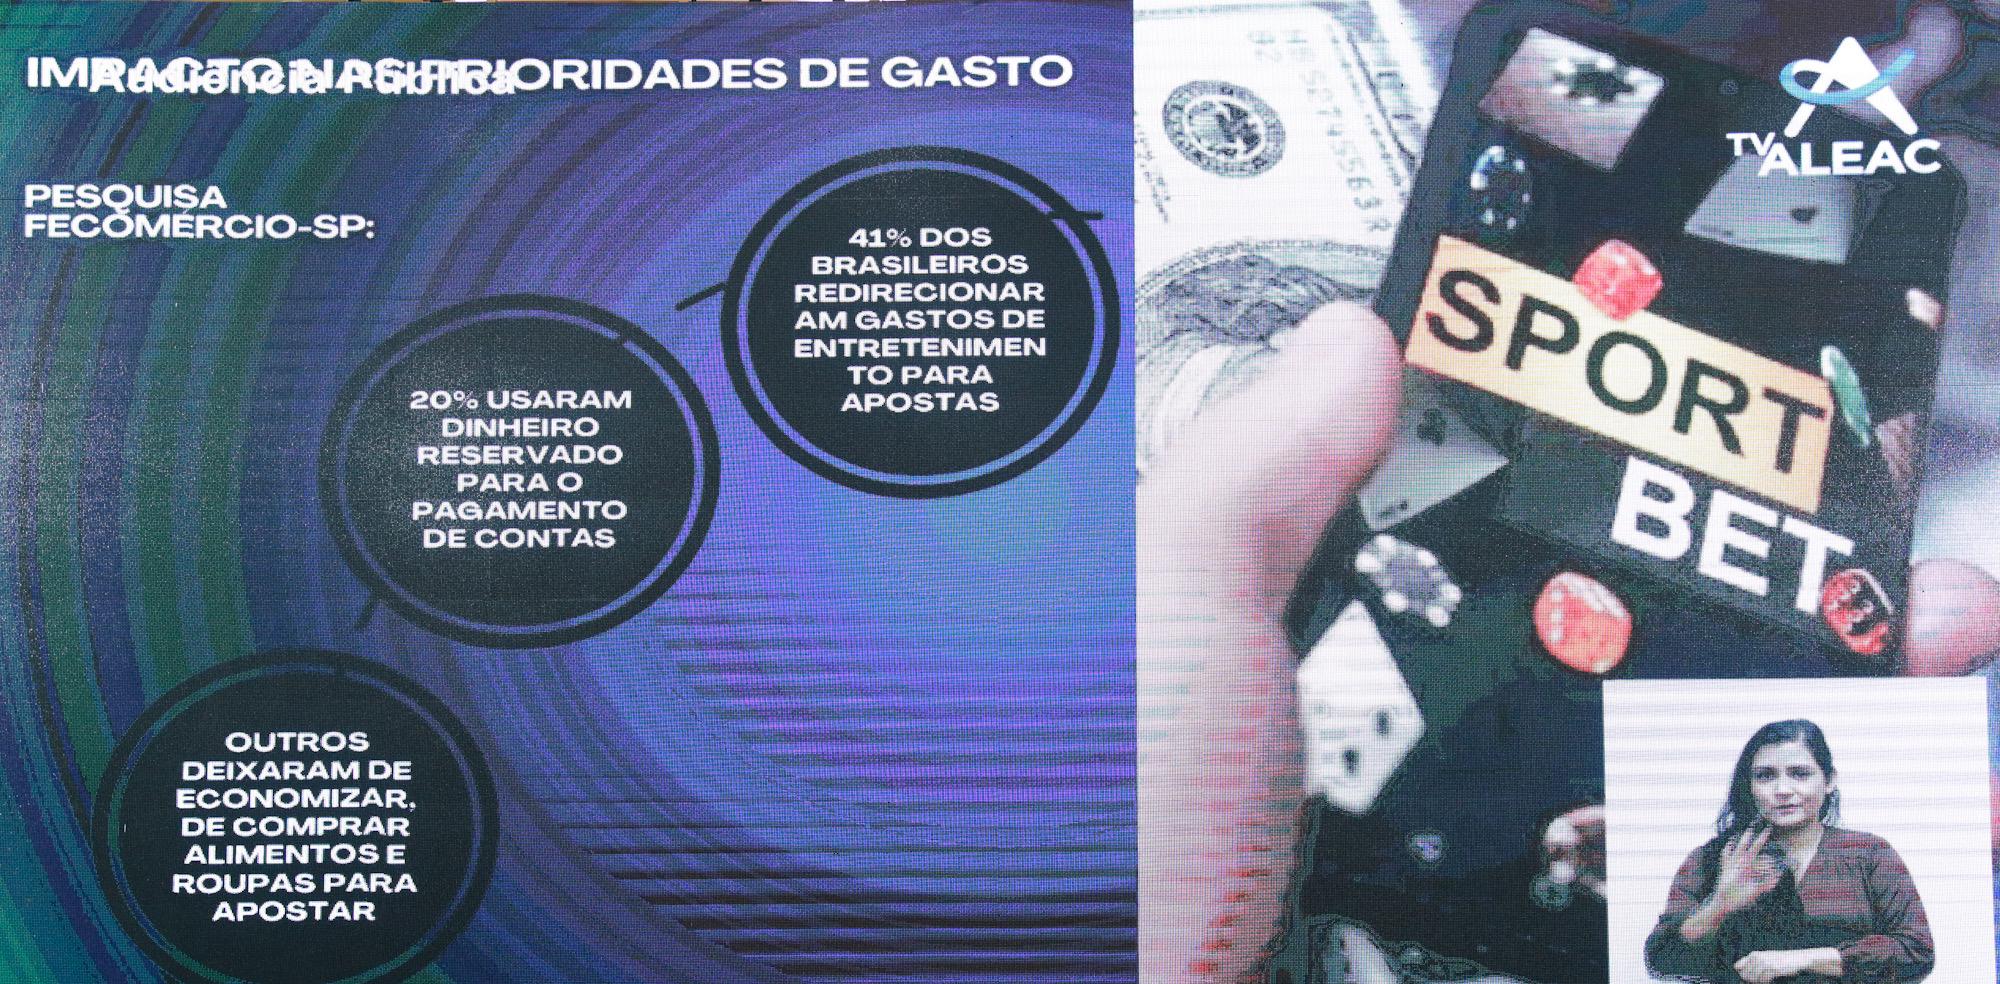 IMPACTO NAS PRIORIDADES DE GASTO
Audiência Pública
PESQUISA
FECOMÉRCIO-SP:
41% DOS
BRASILEIROS
REDIRECIONAR
AM GASTOS DE
ENTRETENIMEN
TO PARA
APOSTAS
20% USARAM
DINHEIRO
RESERVADO
PARA O
PAGAMENTO
DE CONTAS
OUTROS
DEIXARAM DE
ECONOMIZAR,
DE COMPRAR
ALIMENTOS E
ROUPAS PARA
APOSTAR
TV
ALEAC
SPORT
BET